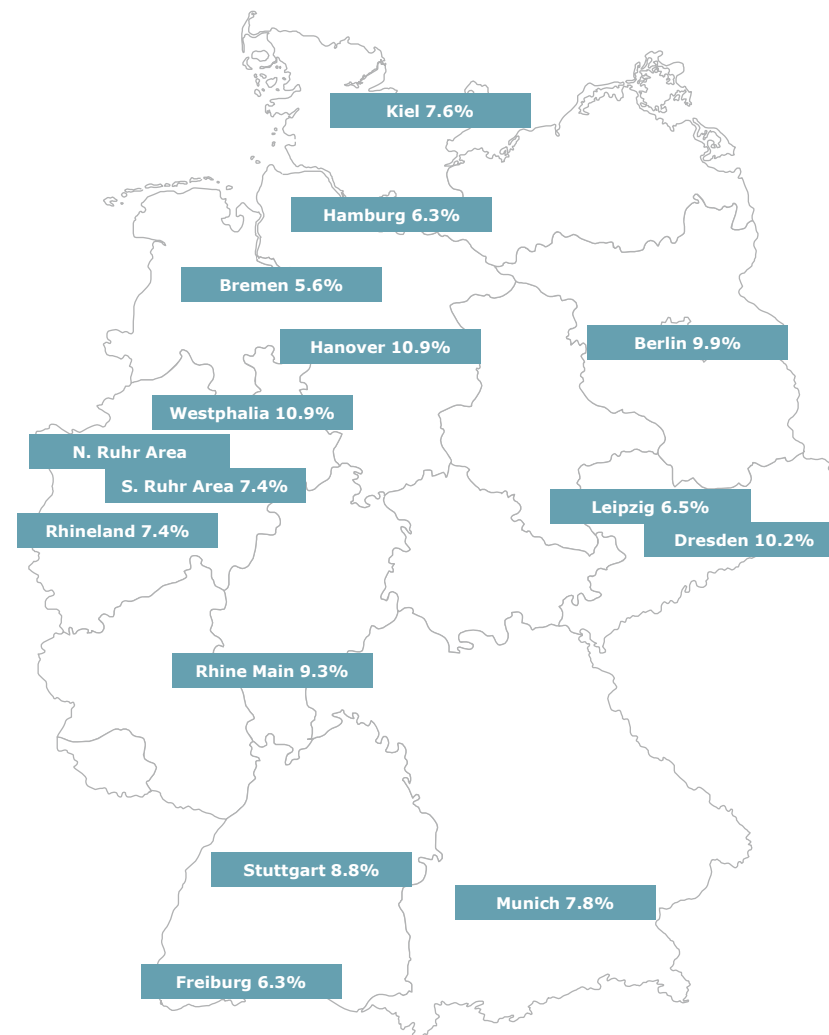 Kiel 7.6%
Hamburg 6.3%
Bremen 5.6%
Hanover 10.9%
Berlin 9.9%
Westphalia 10.9%
N. Ruhr Area
S. Ruhr Area 7.4%
Leipzig 6.5%
Rhineland 7.4%
Dresden 10.2%
Rhine Main 9.3%
Stuttgart 8.8%
Munich 7.8%
Freiburg 6.3%